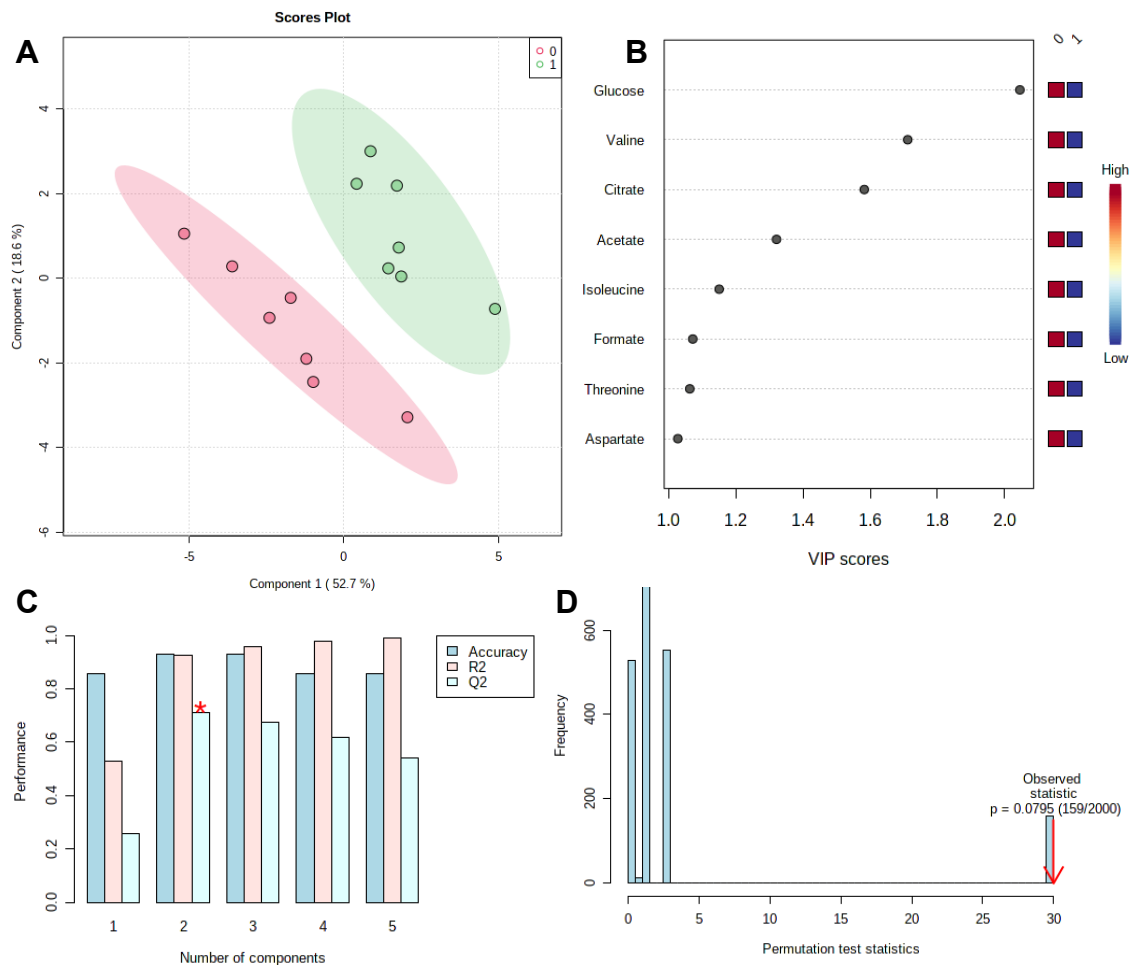 A
Scores Plot
0
1
Component 2 ( 18.6 %)
4
2
0
-2
-4
-6
-5
0
5
Component 1 ( 52.7 %)
B
0
1
Glucose
Valine
Citrate
Acetate
Isoleucine
Formate
Threonine
Aspartate
High
Low
1.0
1.2
1.4
1.6
1.8
2.0
VIP scores
C
Accuracy
R2
Q2
*
Performance
1.0
0.8
0.6
0.4
0.2
0.0
1
2
3
4
5
Number of components
D
Frequency
600
400
200
0
Observed
statistic
p = 0.0795 (159/2000)
0
5
10
15
20
25
30
Permutation test statistics